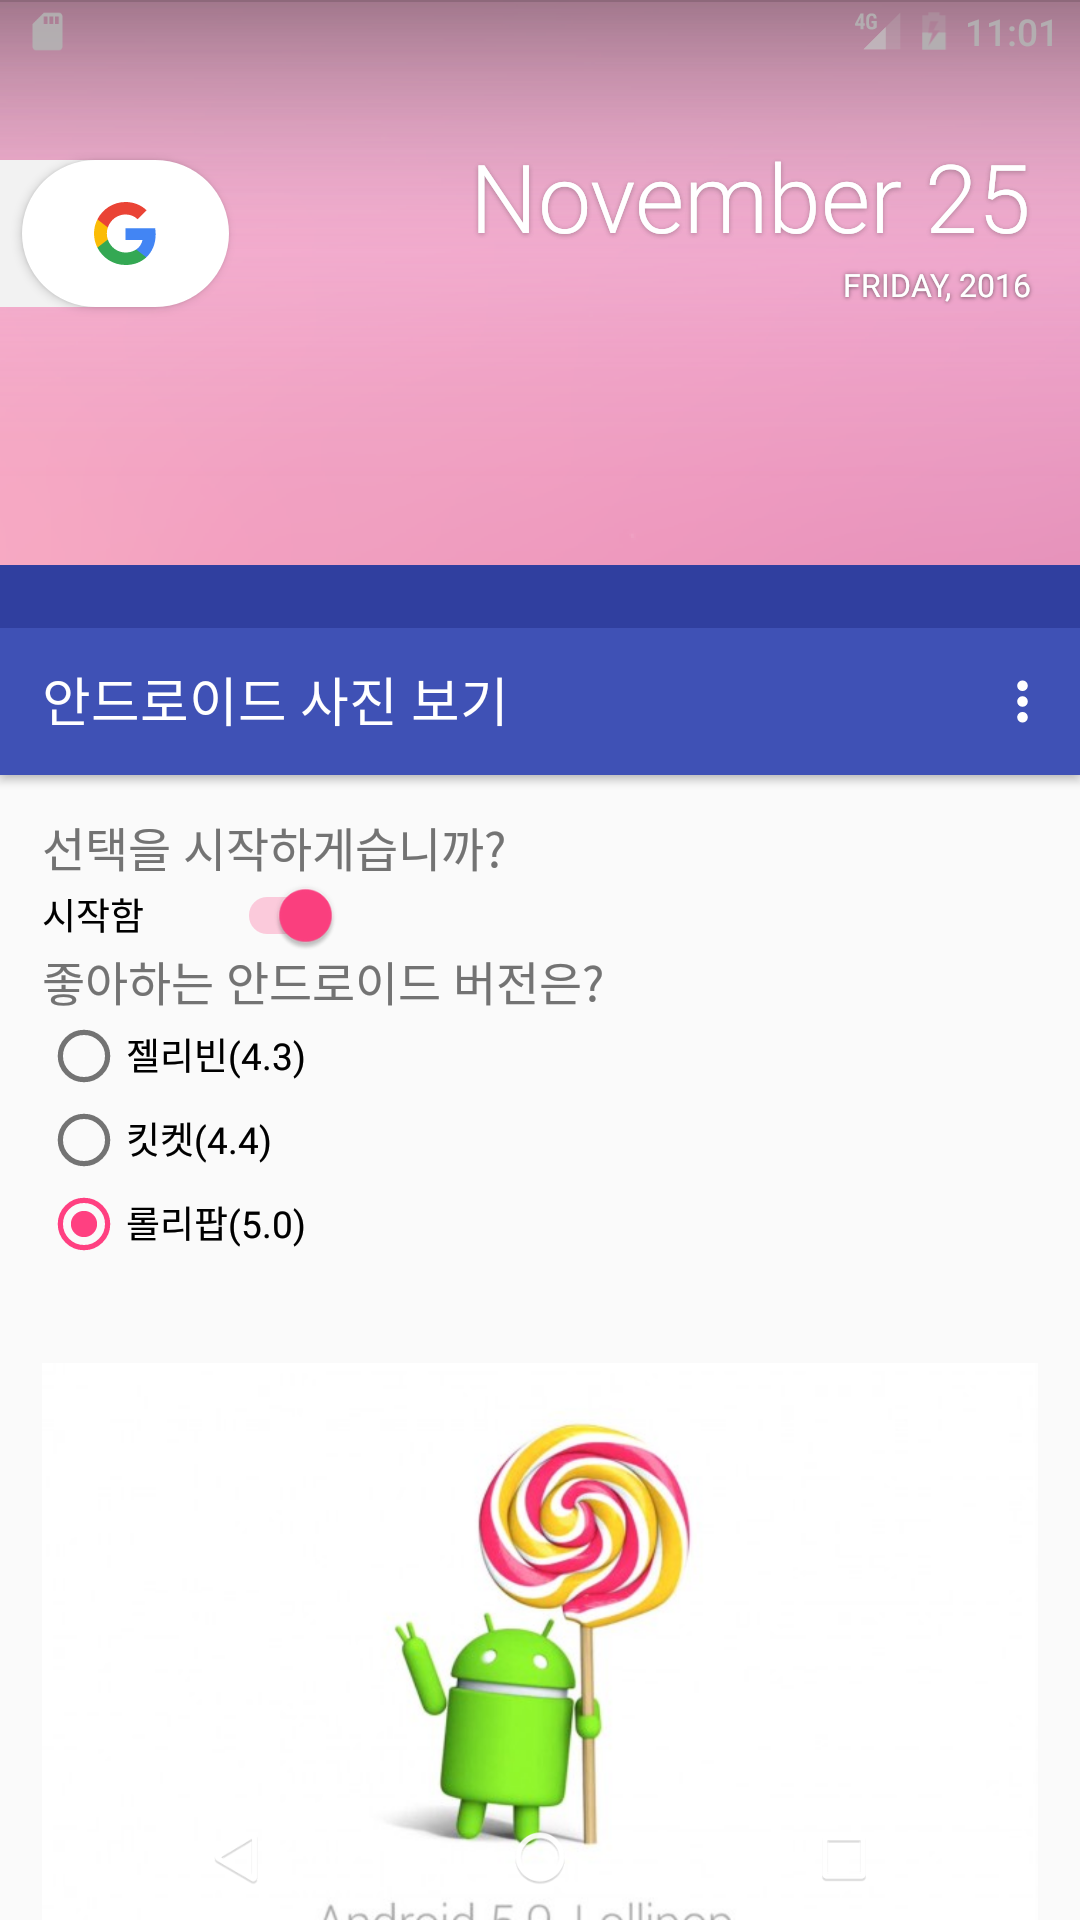 4G 11:01
November 25
FRIDAY, 2016
안드로이드 사진 보기
선택을 시작하게습니까?
시작함
좋아하는 안드로이드 버전은?
젤리빈(4.3)
킷켓(4.4)
롤리팝(5.0)
Android 5.0, Lollipop